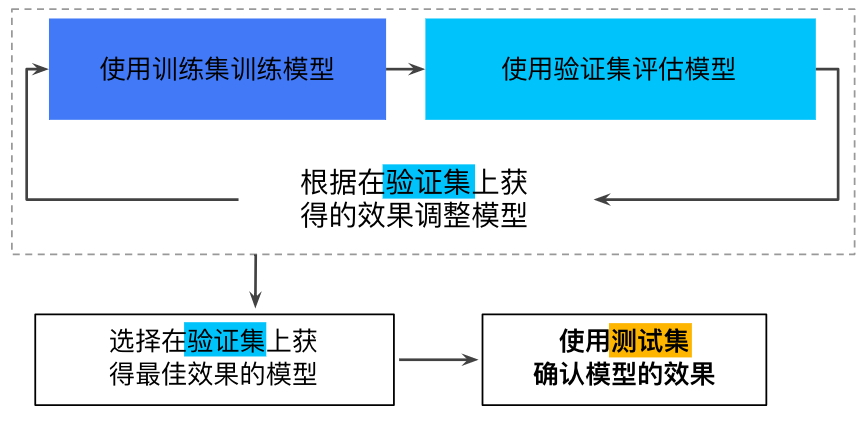 使用训练集训练模型
使用验证集评估模型
根据在验证集上获
得的效果调整模型
选择在验证集上获
得最佳效果的模型
使用测试集
确认模型的效果